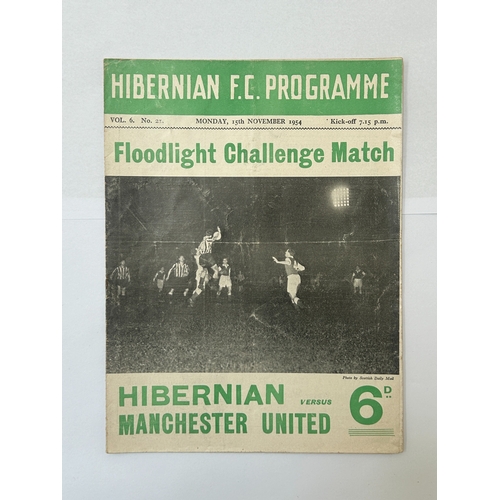 HIBERNIAN F.C. PROGRAMME
VOL. 6. No. 21. MONDAY, 15th NOVEMBER 1954 Kick-off 7.15 p.m.
Floodlight Challenge Match
Photo by Scottish Daily Mail
HIBERNIAN VERSUS
MANCHESTER UNITED
6D